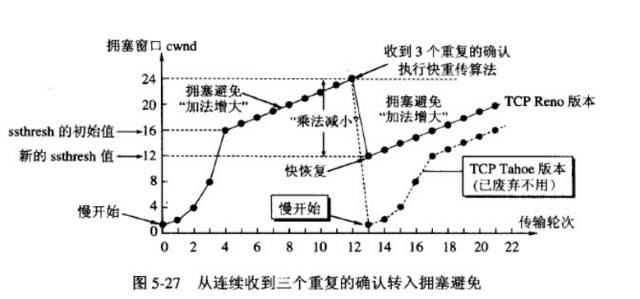 拥塞窗口 cwnd
收到 3 个重复的确认
执行快重传算法
24
拥塞避免
“加法增大”
20
拥塞避免
“加法增大”
TCP Reno 版本
“乘法减小”
ssthresh 的初始值
16
新的 ssthresh 值
12
快恢复
TCP Tahoe 版本
(已废弃不用)
8
慢开始
4
慢开始
传输轮次
0
0 2 4 6 8 10 12 14 16 18 20 22
图 5-27 从连续收到三个重复的确认转入拥塞避免